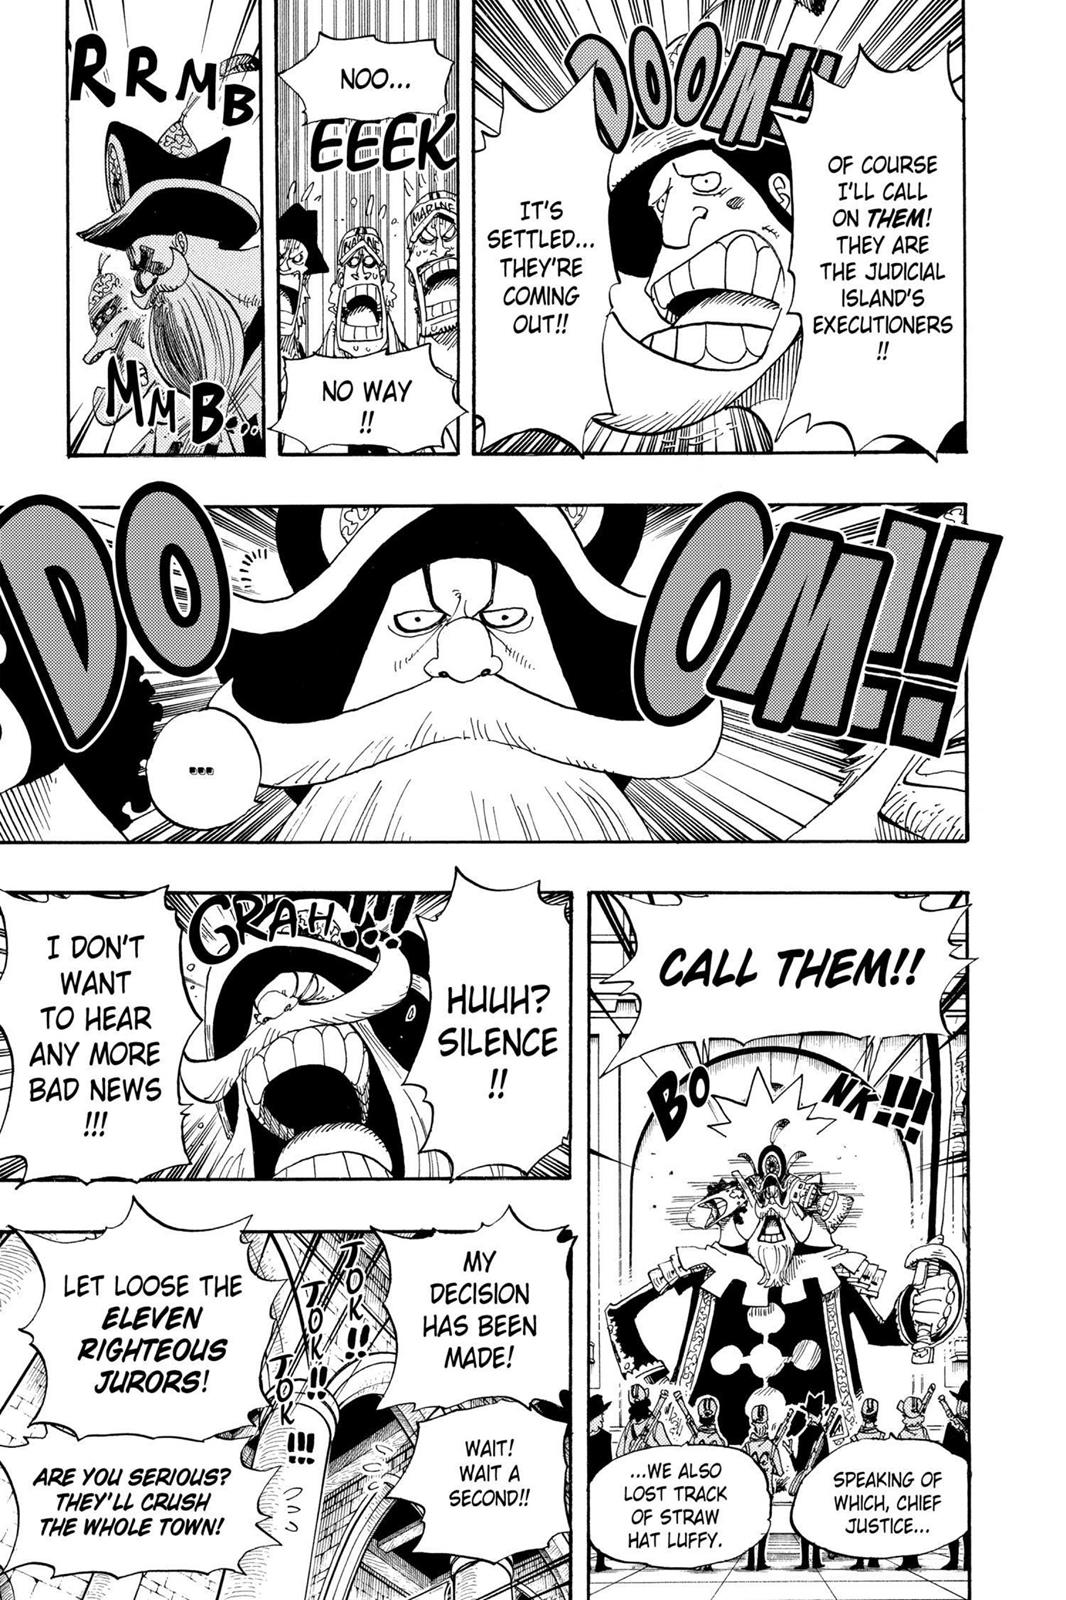 DOOM!!
OF COURSE
I'LL CALL
ON THEM!
THEY ARE
THE JUDICIAL
ISLAND'S
EXECUTIONERS
!!
IT'S
SETTLED...
THEY'RE
COMING
OUT!!
NOO...
EEEK
MARINE
MARINE
NO WAY
!!
RRMB
MMB...
DOOM!!
...
CALL THEM!!
BONK!!!
SPEAKING OF
WHICH, CHIEF
JUSTICE...
...WE ALSO
LOST TRACK
OF STRAW
HAT LUFFY.
HUUH?
SILENCE
!!
GRAH!!!
I DON'T
WANT
TO HEAR
ANY MORE
BAD NEWS
!!!
MY
DECISION
HAS BEEN
MADE!
WAIT!
WAIT A
SECOND!!
TOK!!
TOK!!
TOK!!!
LET LOOSE THE
ELEVEN
RIGHTEOUS
JURORS!
ARE YOU SERIOUS?
THEY'LL CRUSH
THE WHOLE TOWN!